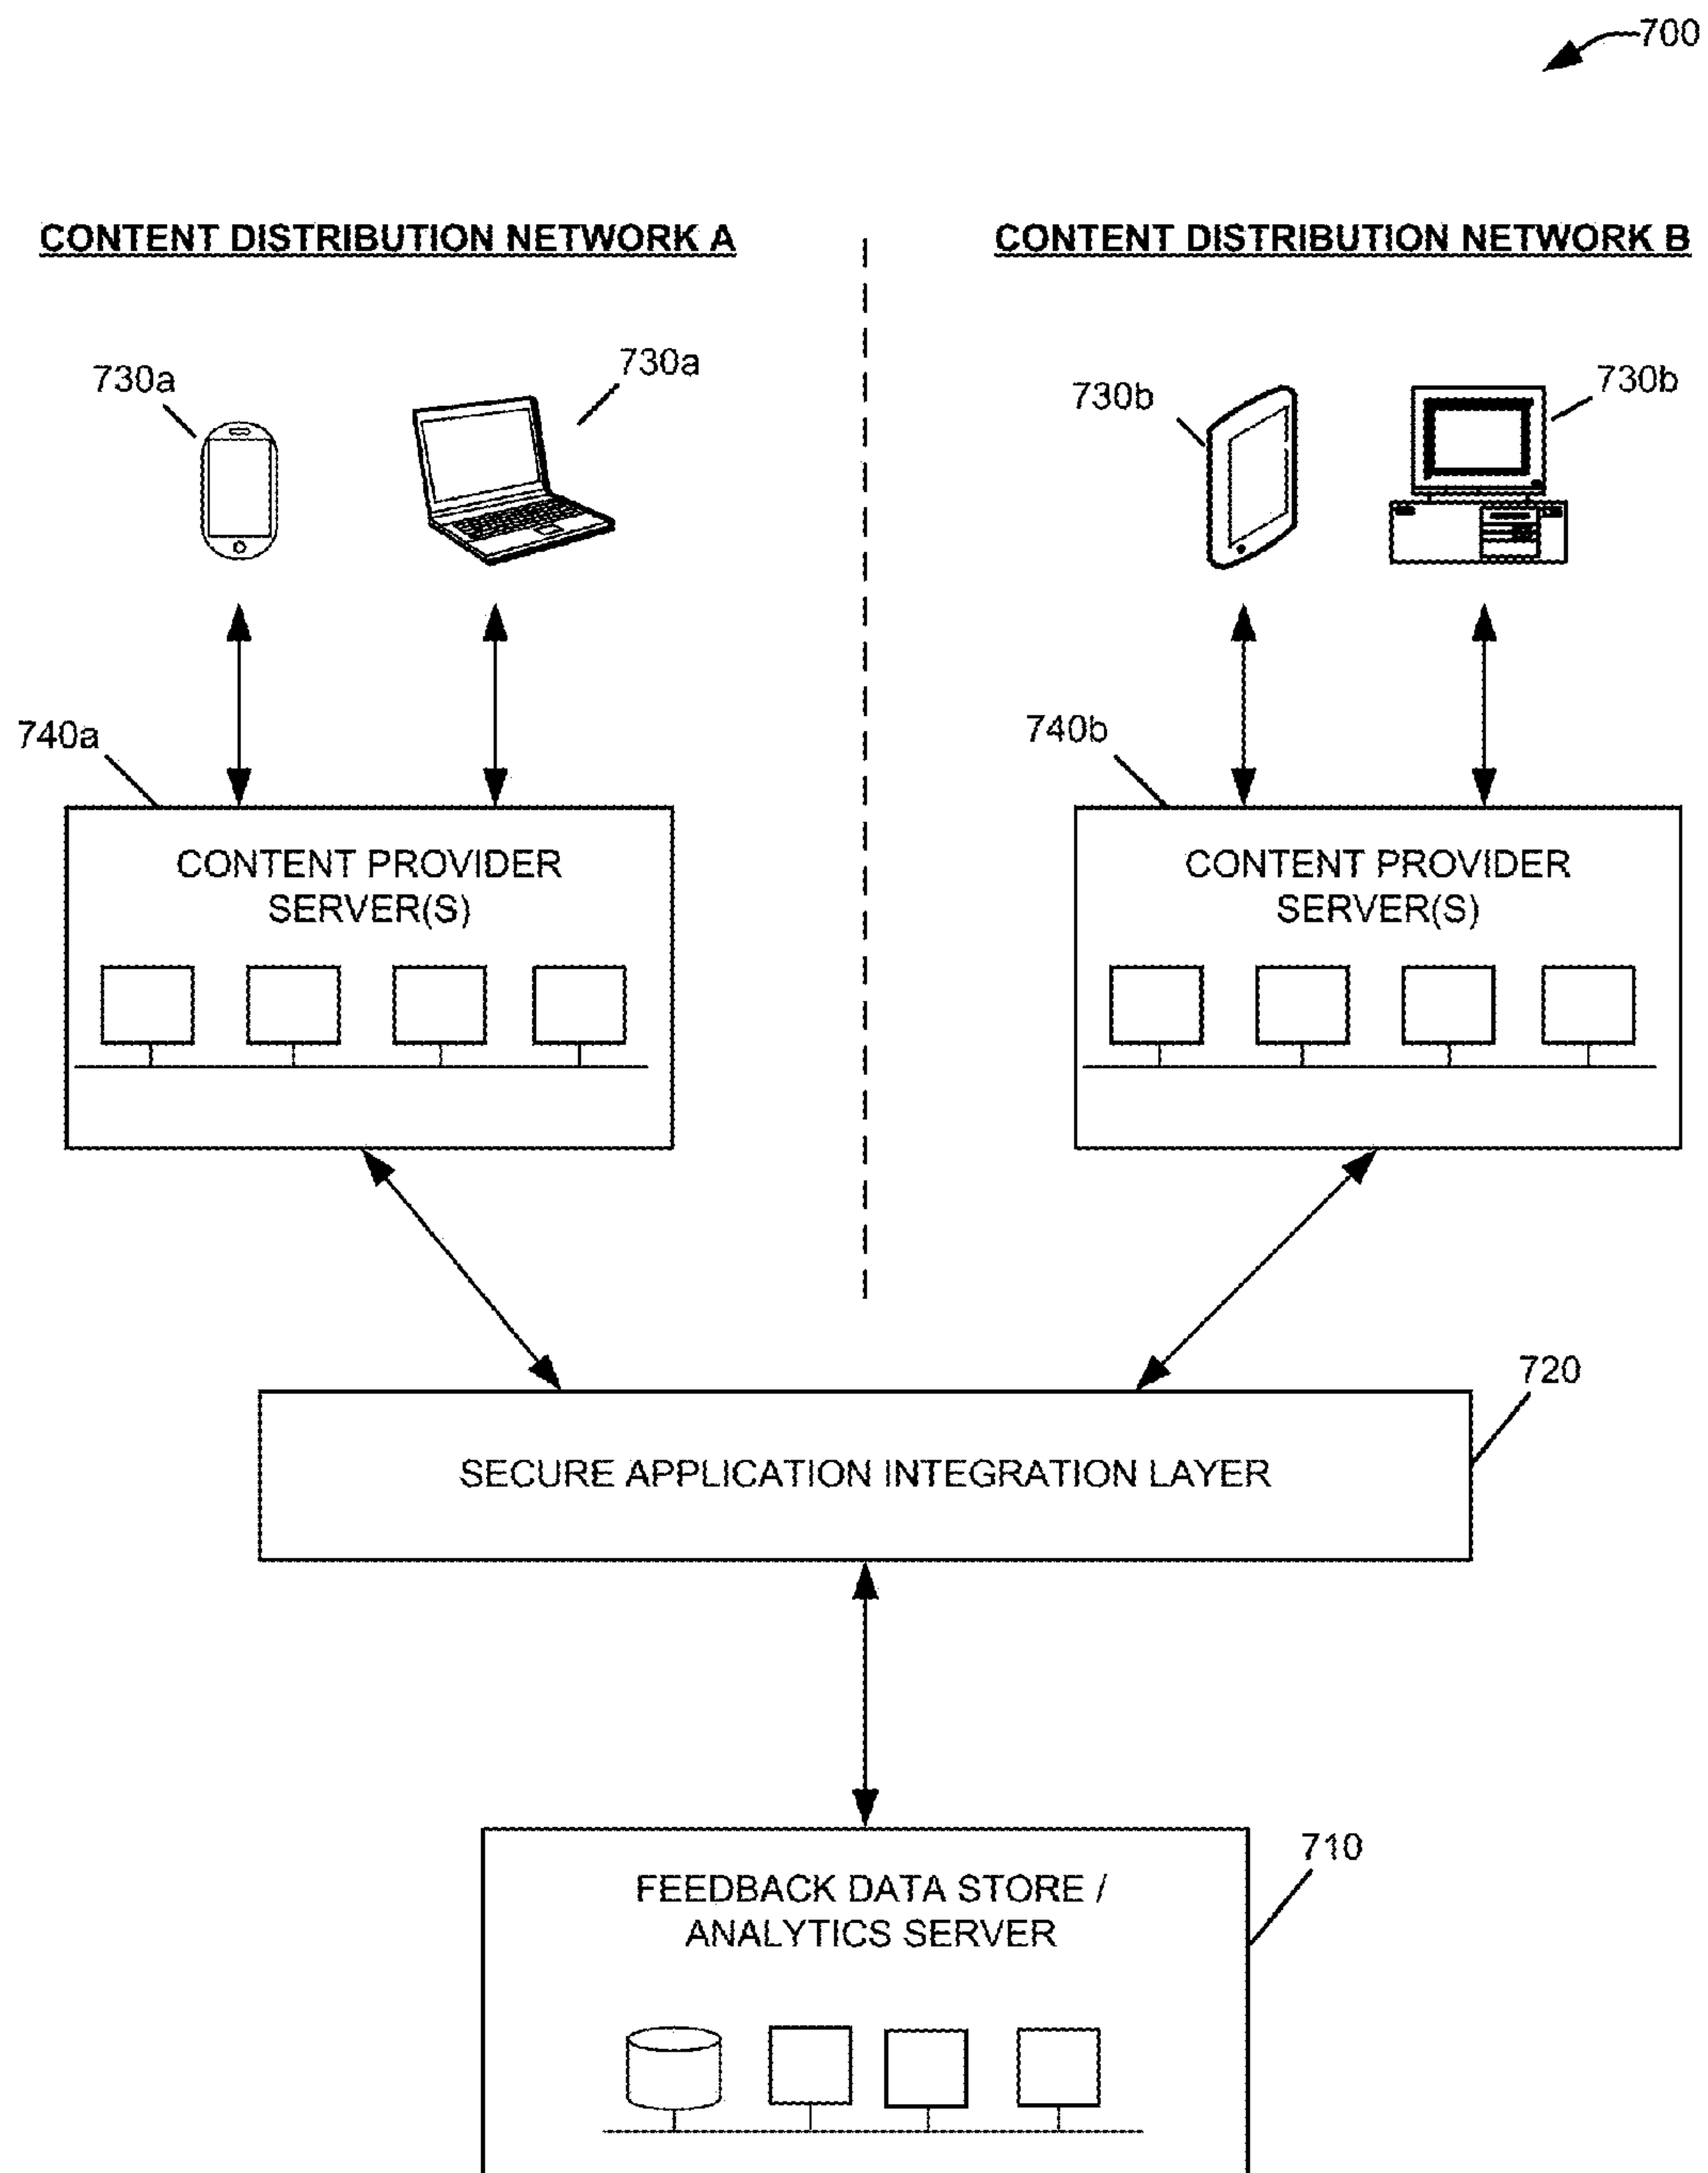 700
CONTENT DISTRIBUTION NETWORK A
CONTENT DISTRIBUTION NETWORK B
730a
730a
730b
730b
740a
740b
CONTENT PROVIDER
SERVER(S)
CONTENT PROVIDER
SERVER(S)
720
SECURE APPLICATION INTEGRATION LAYER
710
FEEDBACK DATA STORE /
ANALYTICS SERVER